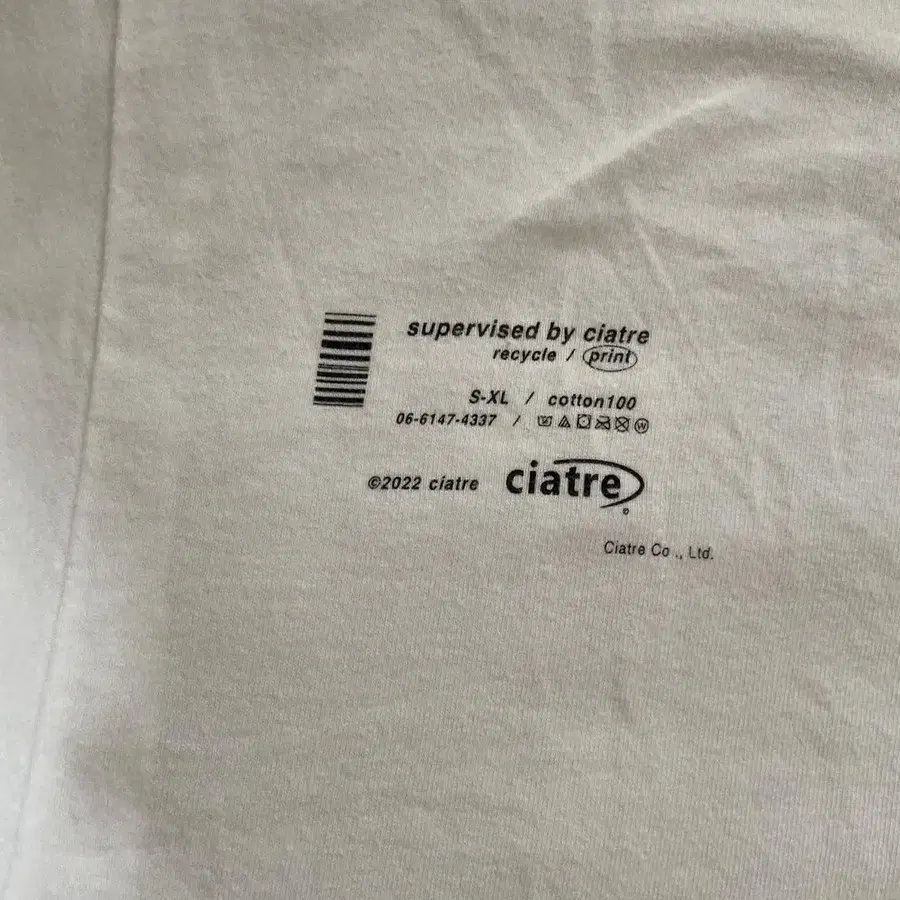 supervised by ciatre
recycle / print
S-XL / cotton100
06-6147-4337 /
©2022 ciatre ciatre
Ciatre Co ., Ltd.